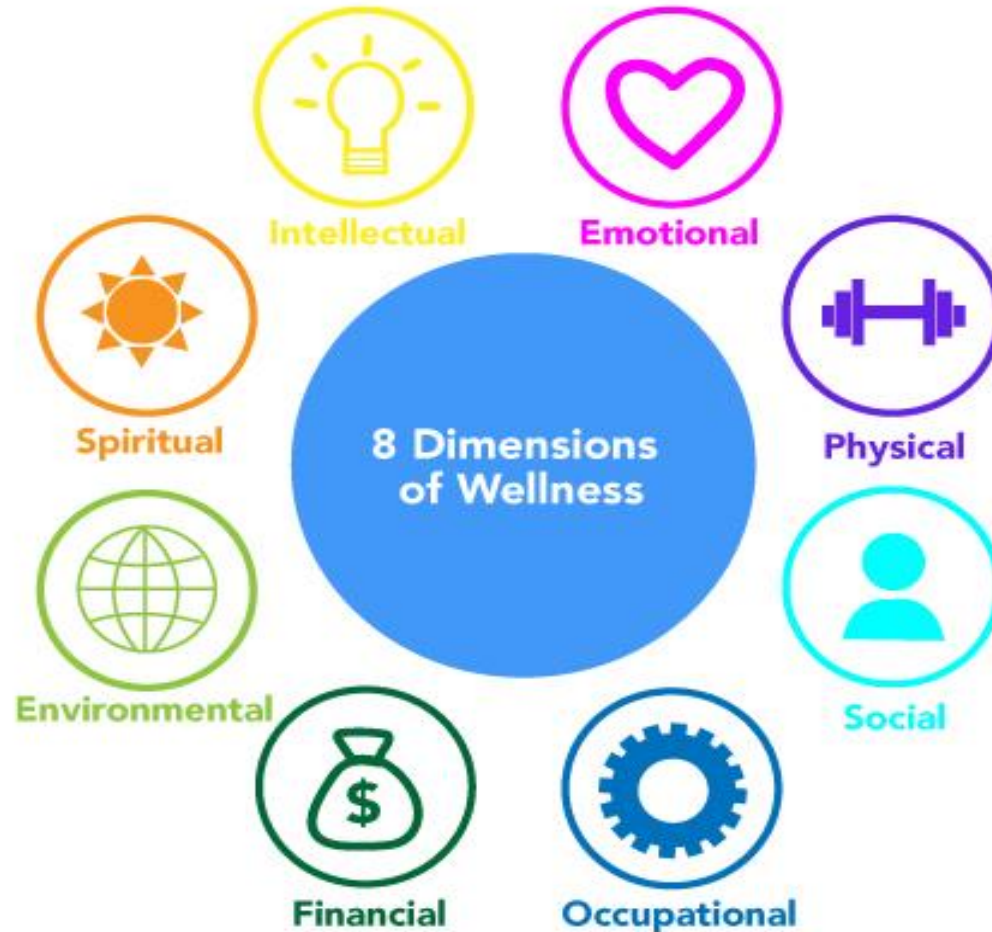 Intellectual
Emotional
Spiritual
Physical
8 Dimensions
of Wellness
Environmental
Social
$
Financial
Occupational